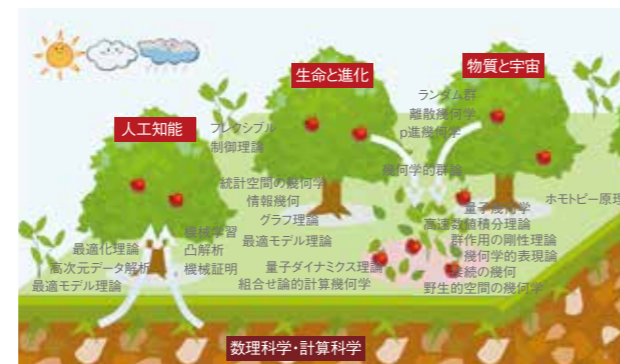 物質と宇宙
生命と進化
人工知能
ランダム群
離散幾何学
p進幾何学
フレクシブル
制御理論
幾何学的群論
統計空間の幾何学
情報幾何
グラフ理論
ホモトピー原理
量子幾何学
高速数値積分理論
群作用の剛性理論
幾何学的表現論
接続の幾何
野生的空間の幾何学
機械学習
凸解析
機械証明
最適モデル理論
最適化理論
高次元データ解析
最適モデル理論
量子ダイナミクス理論
組合せ論的計算幾何学
数理科学・計算科学